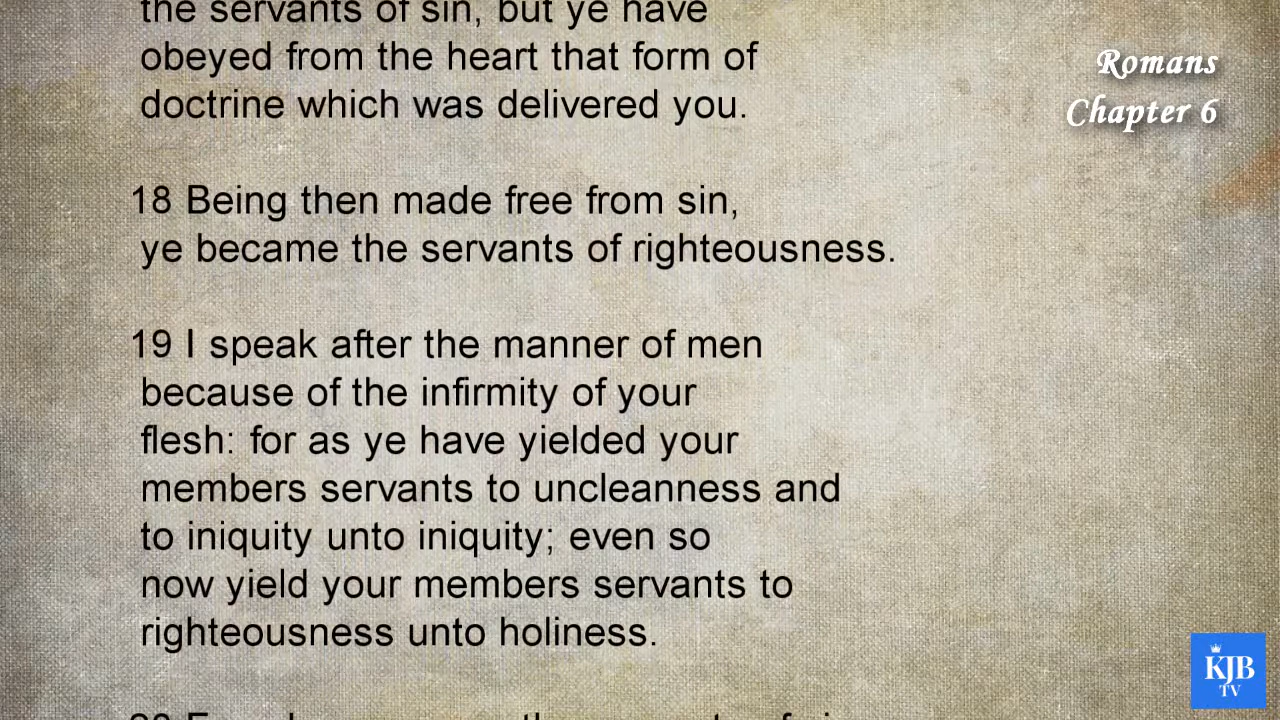 the servants of sin, but ye have
obeyed from the heart that form of
doctrine which was delivered you.
Romans
Chapter 6
18 Being then made free from sin,
ye became the servants of righteousness.
19 I speak after the manner of men
because of the infirmity of your
flesh: for as ye have yielded your
members servants to uncleanness and
to iniquity unto iniquity; even so
now yield your members servants to
righteousness unto holiness.
KJB
TV